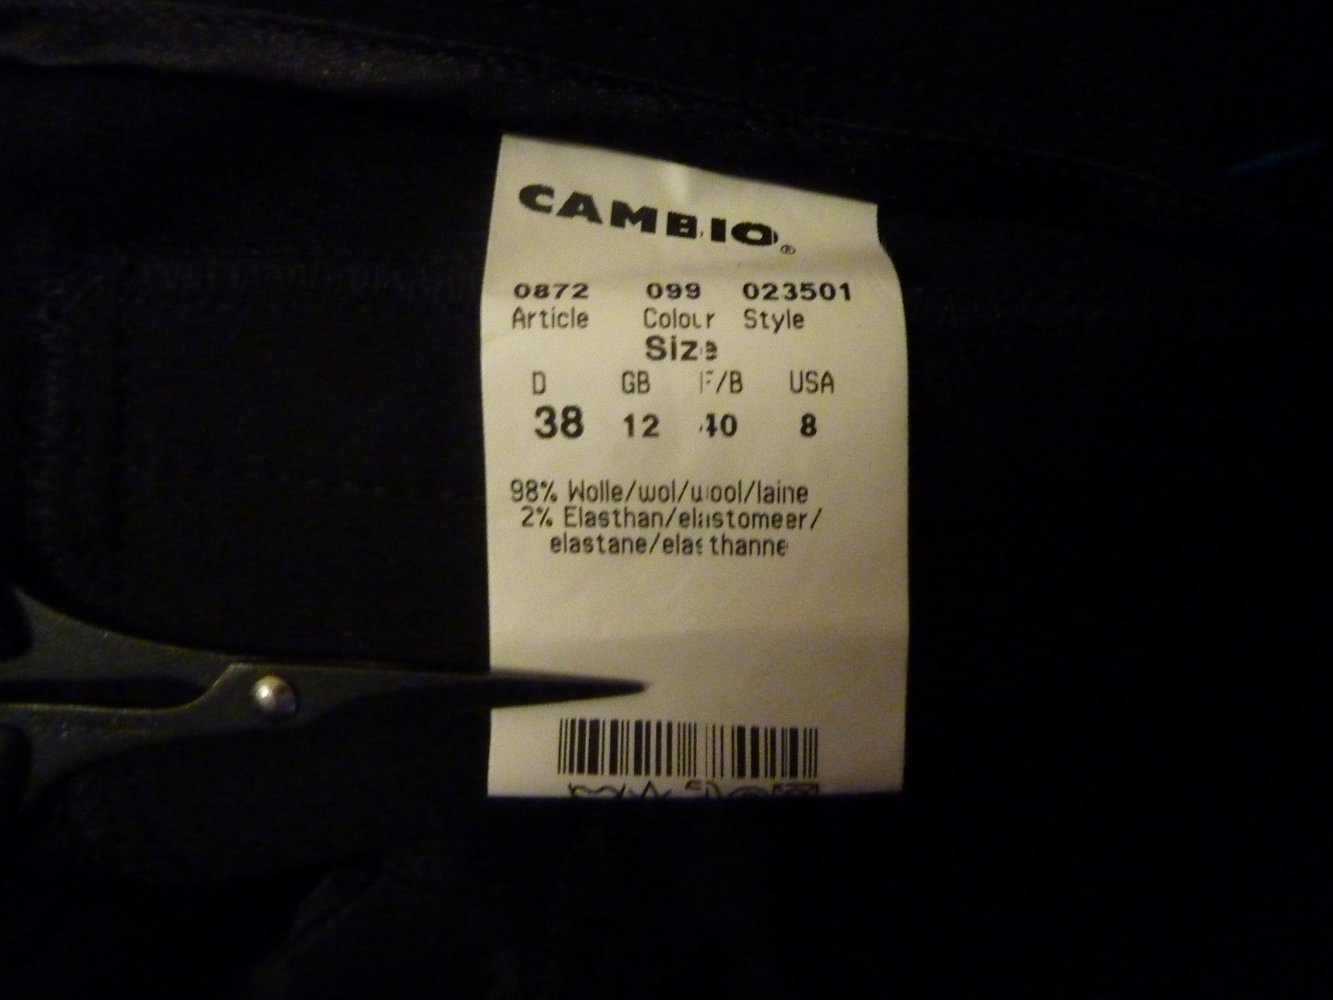 CAMBIO®
0872 099 023501
Article Colour Style
Size
D GB F/B USA
38 12 40 8
98% Wolle/wol/wool/laine
2% Elasthan/elastomeer/
elastane/elasthanne